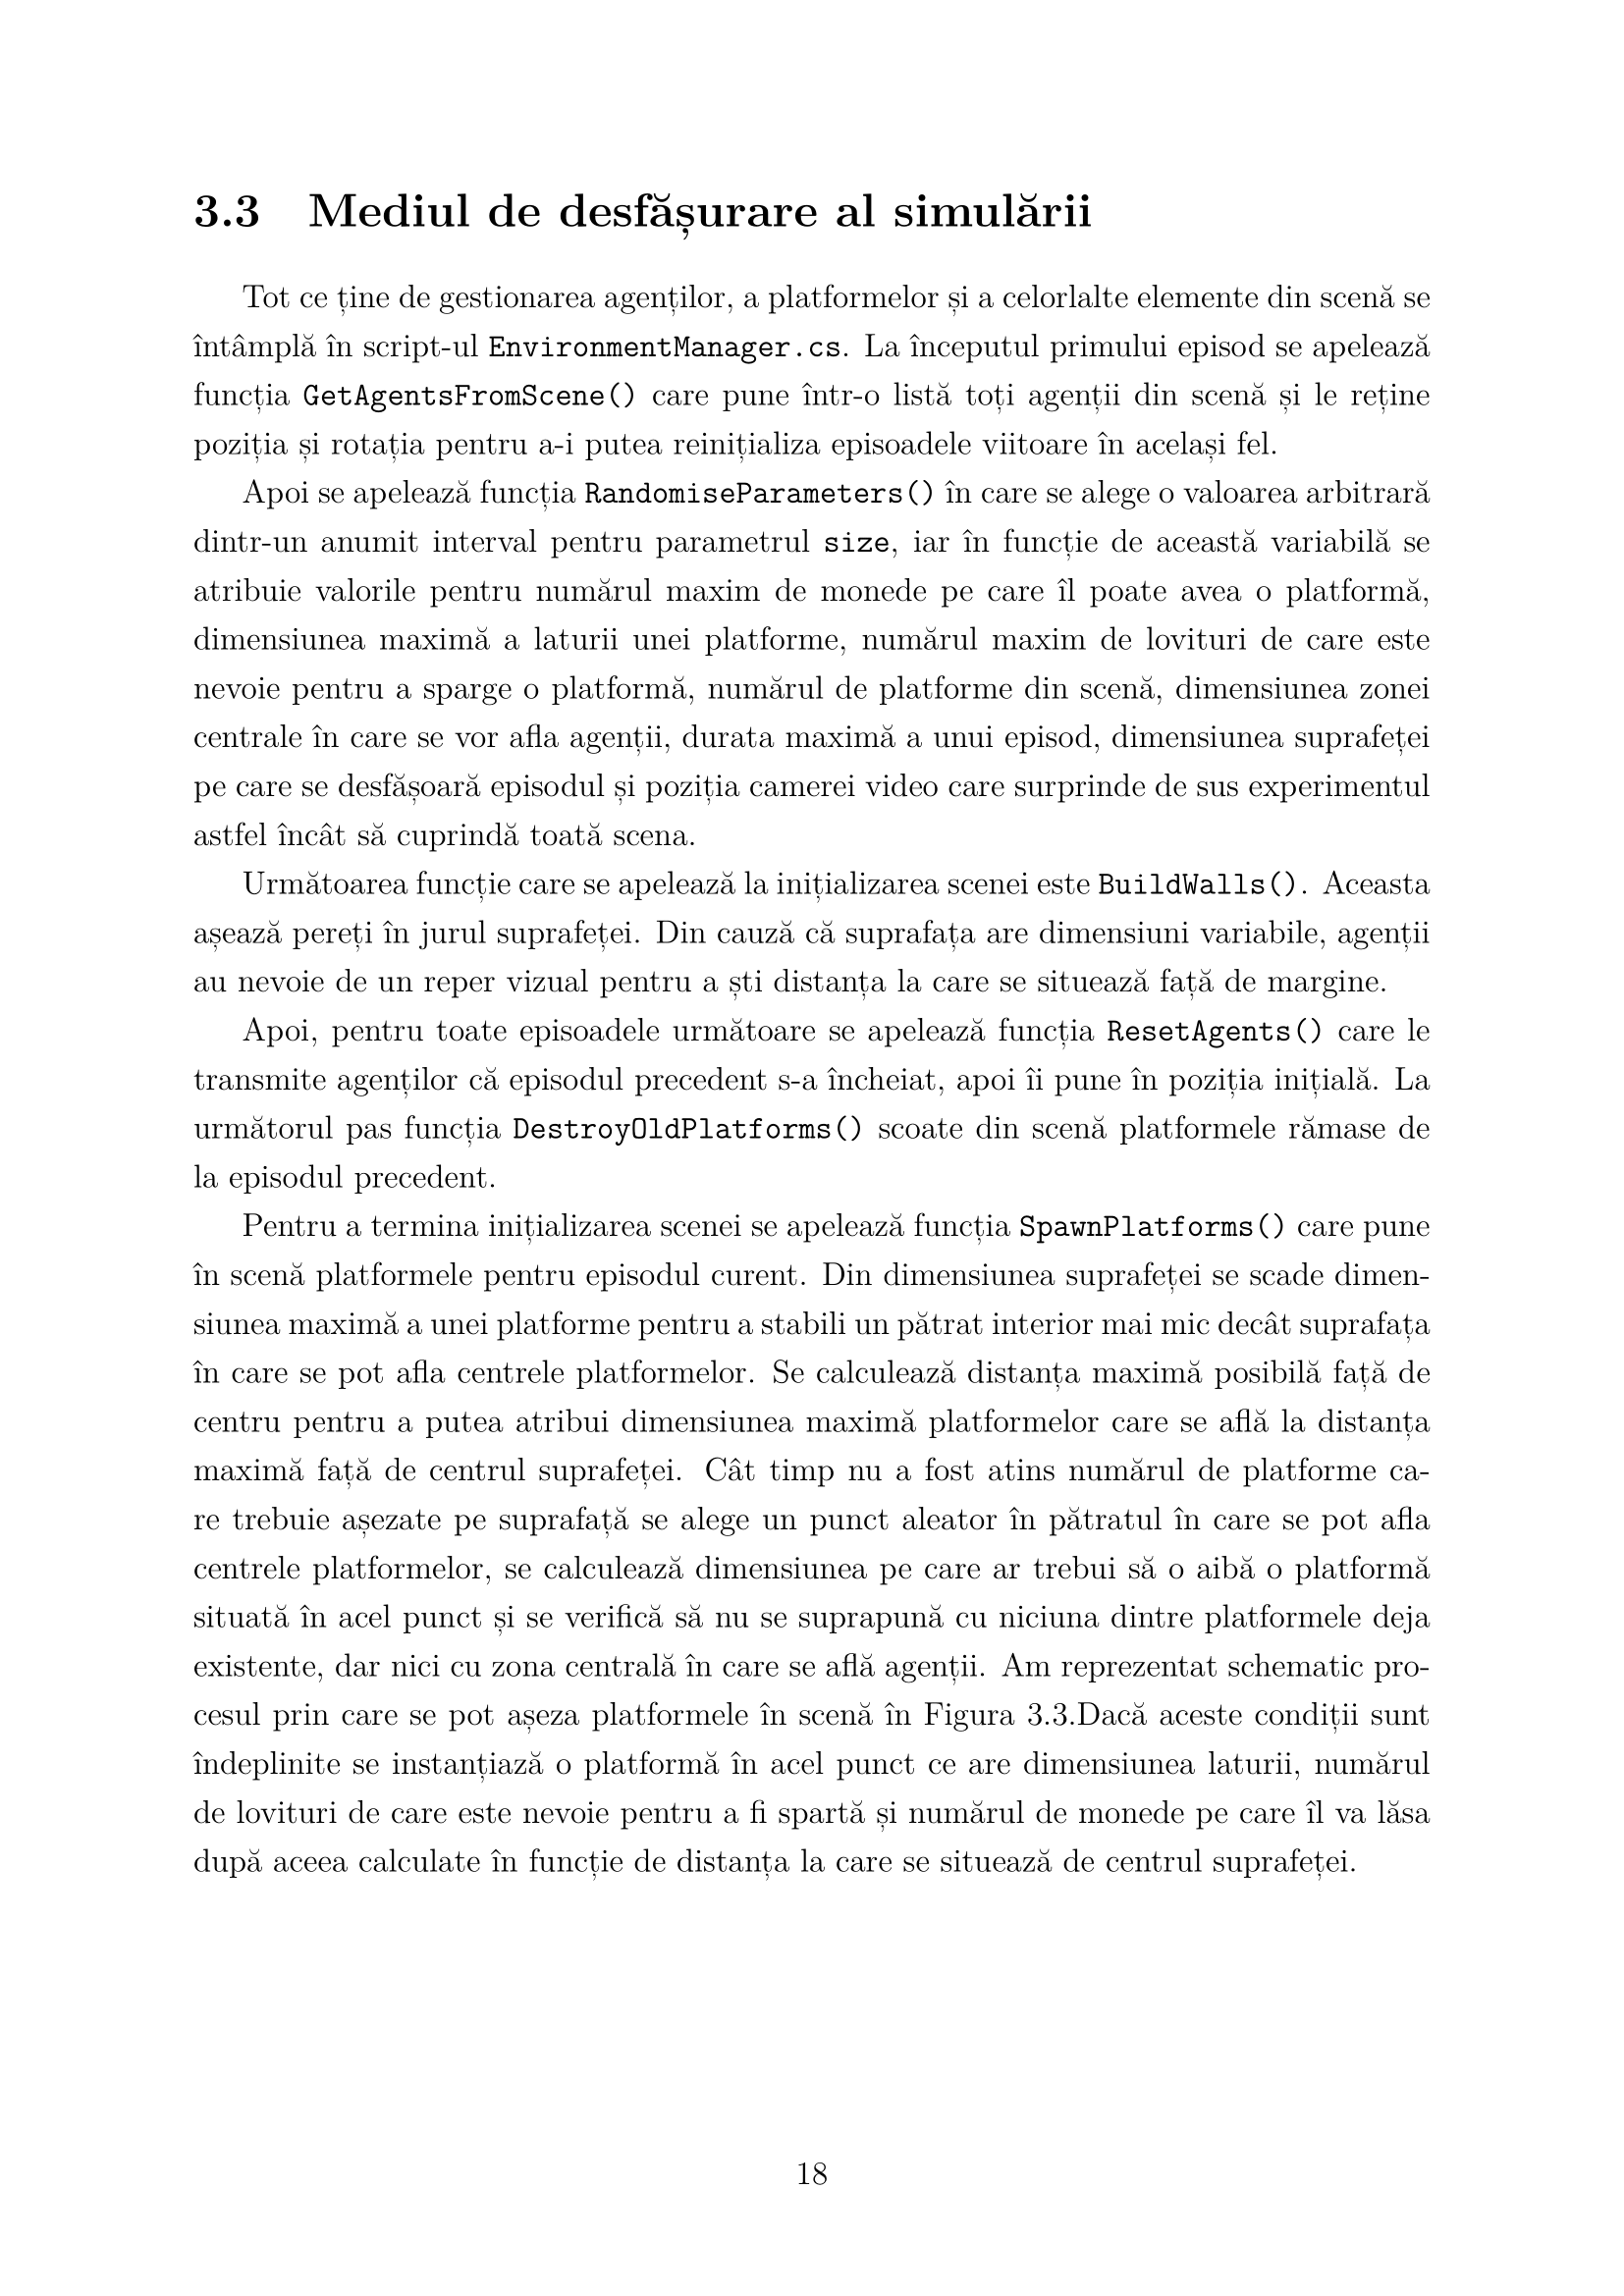 3.3 Mediul de desfășurare al simulării
Tot ce ține de gestionarea agenților, a platformelor și a celorlalte elemente din scenă se
întâmplă în script-ul EnvironmentManager.cs. La începutul primului episod se apelează
funcția GetAgentsFromScene() care pune într-o listă toți agenții din scenă și le reține
poziția și rotația pentru a-i putea reinițializa episoadele viitoare în același fel.
Apoi se apelează funcția RandomiseParameters() în care se alege o valoarea arbitrară
dintr-un anumit interval pentru parametrul size, iar în funcție de această variabilă se
atribuie valorile pentru numărul maxim de monede pe care îl poate avea o platformă,
dimensiunea maximă a laturii unei platforme, numărul maxim de lovituri de care este
nevoie pentru a sparge o platformă, numărul de platforme din scenă, dimensiunea zonei
centrale în care se vor afla agenții, durata maximă a unui episod, dimensiunea suprafeței
pe care se desfășoară episodul și poziția camerei video care surprinde de sus experimentul
astfel încât să cuprindă toată scena.
Următoarea funcție care se apelează la inițializarea scenei este BuildWalls(). Aceasta
așează pereți în jurul suprafeței. Din cauză că suprafața are dimensiuni variabile, agenții
au nevoie de un reper vizual pentru a ști distanța la care se situează față de margine.
Apoi, pentru toate episoadele următoare se apelează funcția ResetAgents() care le
transmite agenților că episodul precedent s-a încheiat, apoi îi pune în poziția inițială. La
următorul pas funcția DestroyOldPlatforms() scoate din scenă platformele rămase de
la episodul precedent.
Pentru a termina inițializarea scenei se apelează funcția SpawnPlatforms() care pune
în scenă platformele pentru episodul curent. Din dimensiunea suprafeței se scade dimen-
siunea maximă a unei platforme pentru a stabili un pătrat interior mai mic decât suprafața
în care se pot afla centrele platformelor. Se calculează distanța maximă posibilă față de
centru pentru a putea atribui dimensiunea maximă platformelor care se află la distanța
maximă față de centrul suprafeței. Cât timp nu a fost atins numărul de platforme ca-
re trebuie așezate pe suprafață se alege un punct aleator în pătratul în care se pot afla
centrele platformelor, se calculează dimensiunea pe care ar trebui să o aibă o platformă
situată în acel punct și se verifică să nu se suprapună cu niciuna dintre platformele deja
existente, dar nici cu zona centrală în care se află agenții. Am reprezentat schematic pro-
cesul prin care se pot așeza platformele în scenă în Figura 3.3.Dacă aceste condiții sunt
îndeplinite se instanțiază o platformă în acel punct ce are dimensiunea laturii, numărul
de lovituri de care este nevoie pentru a fi spartă și numărul de monede pe care îl va lăsa
după aceea calculate în funcție de distanța la care se situează de centrul suprafeței.
18